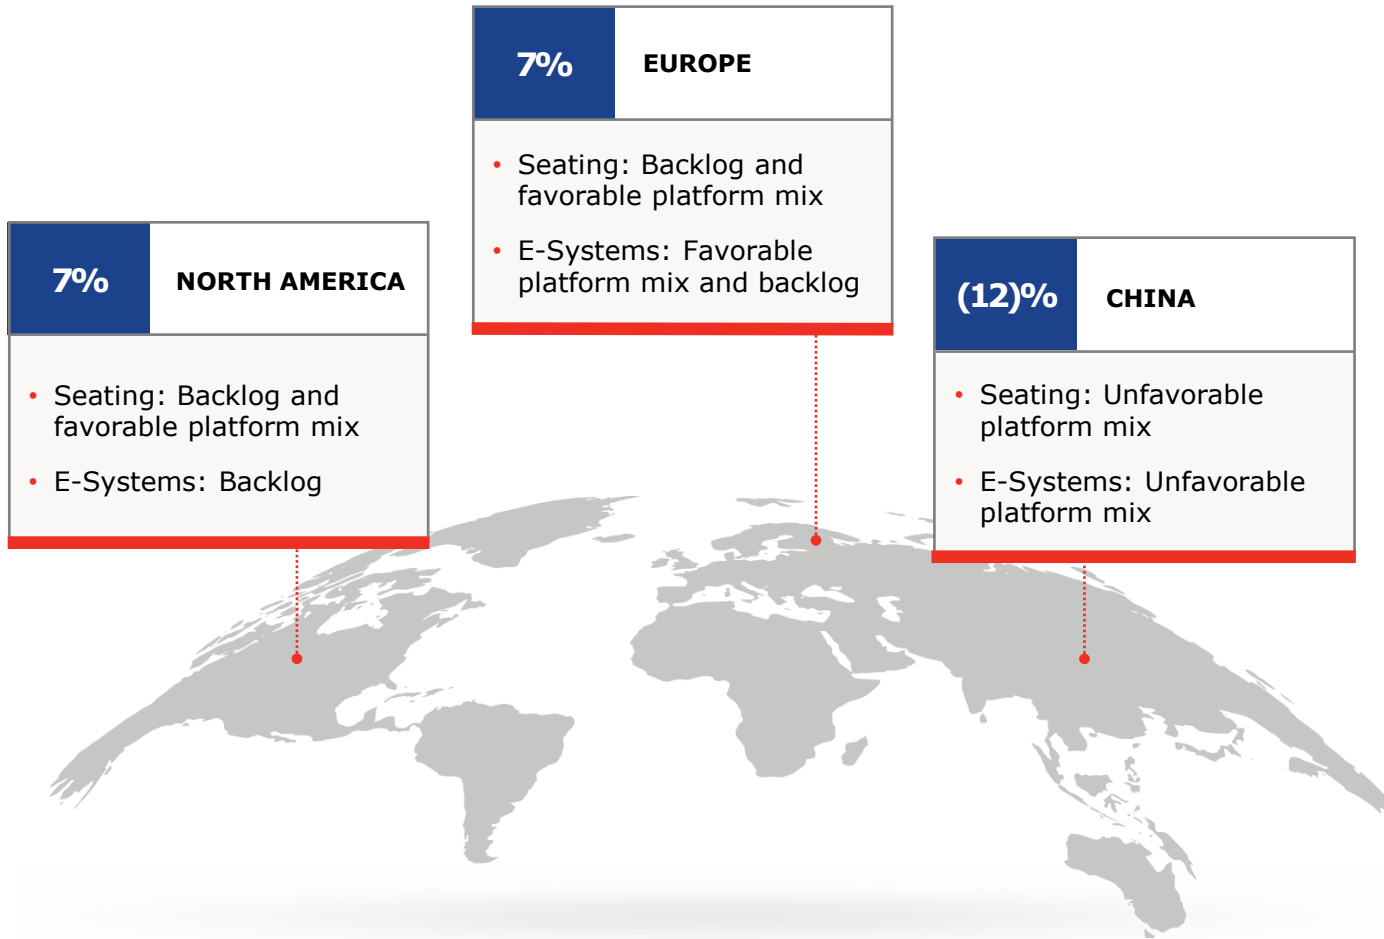 7%
EUROPE
• Seating: Backlog and
favorable platform mix
• E-Systems: Favorable
platform mix and backlog
7%
NORTH AMERICA
• Seating: Backlog and
favorable platform mix
• E-Systems: Backlog
(12)%
CHINA
• Seating: Unfavorable
platform mix
• E-Systems: Unfavorable
platform mix